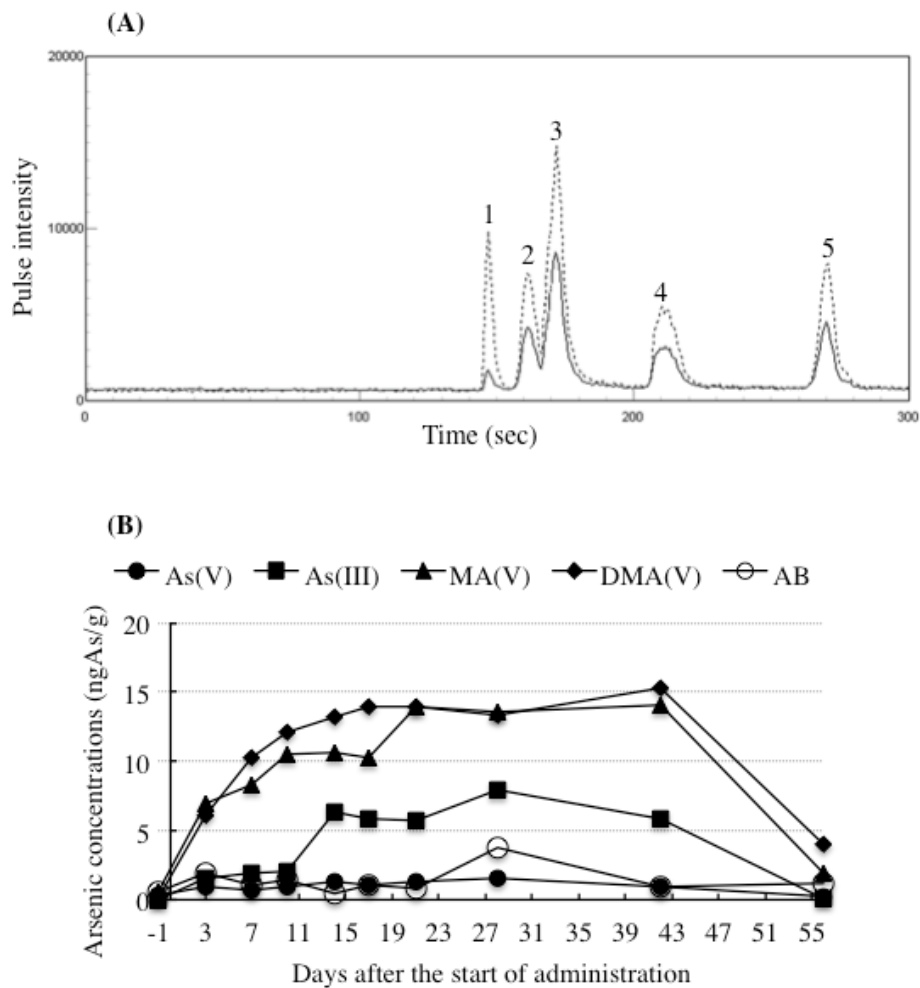 (A)
20000
10000
0
Pulse intensity
1
2
3
4
5
0 100 200 300
Time (sec)
(B)
As(V) As(III) MA(V) DMA(V) AB
Arsenic concentrations (ngAs/g)
20
15
10
5
0
-1 3 7 11 15 19 23 27 31 35 39 43 47 51 55
Days after the start of administration